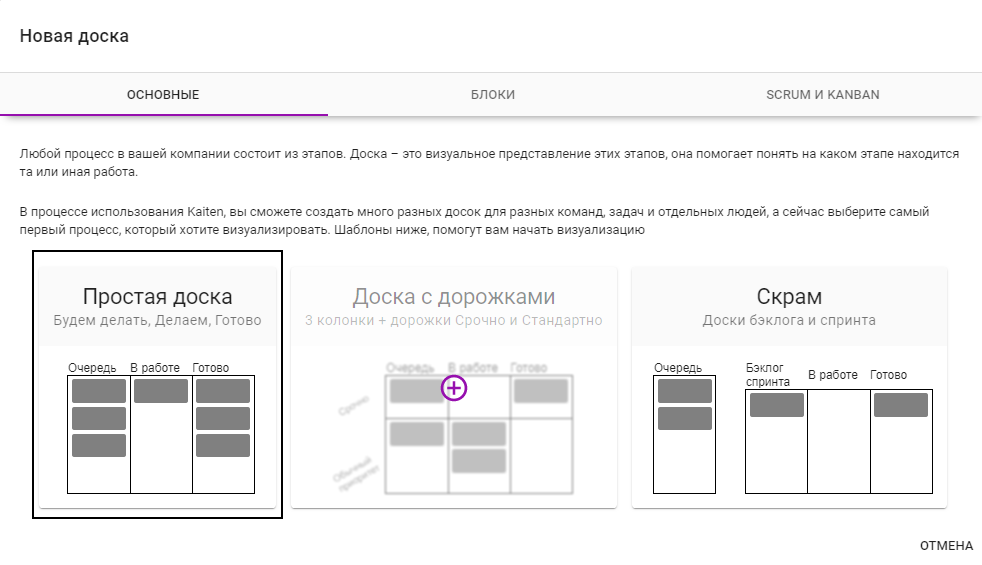 Новая доска
ОСНОВНЫЕ
БЛОКИ
SCRUM И KANBAN
Любой процесс в вашей компании состоит из этапов. Доска – это визуальное представление этих этапов, она помогает понять на каком этапе находится
та или иная работа.
В процессе использования Kaiten, вы сможете создать много разных досок для разных команд, задач и отдельных людей, а сейчас выберите самый
первый процесс, который хотите визуализировать. Шаблоны ниже, помогут вам начать визуализацию
Простая доска
Будем делать, Делаем, Готово
Очередь
В работе
Готово
Доска с дорожками
3 колонки + дорожки Срочно и Стандартно
Очередь
В работе
Готово
Срочно
Обычный
приоритет
Скрам
Доски бэклога и спринта
Очередь
Бэклог
спринта
В работе
Готово
ОТМЕНА